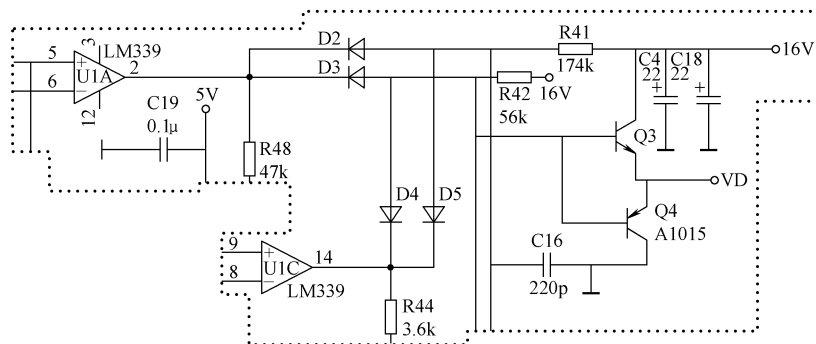 D2
R41
16V
5
3
LM339
174k
C4
C18
22
22
+
U1A
2
D3
6
−
R42
16V
56k
12
C19
0.1μ
5V
+
+
Q3
R48
47k
VD
D4
D5
Q4
A1015
9
+
14
U1C
8
−
LM339
C16
220p
R44
3.6k